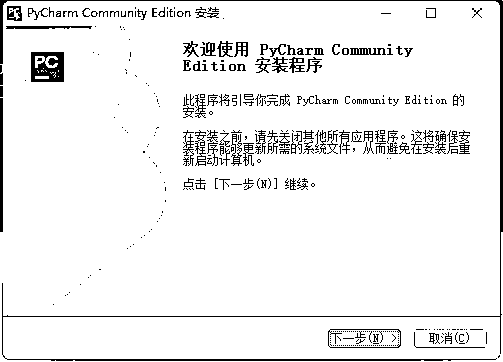 PyCharm Community Edition 安装
PC
欢迎使用 PyCharm Community
Edition 安装程序
此程序将引导你完成 PyCharm Community Edition 的
安装。
在安装之前，请先关闭其他所有应用程序。这将确保安
装程序能够更新所需的系统文件，从而避免在安装后重
新启动计算机。
点击 [下一步(N)] 继续。
下一步(N) >
取消(C)